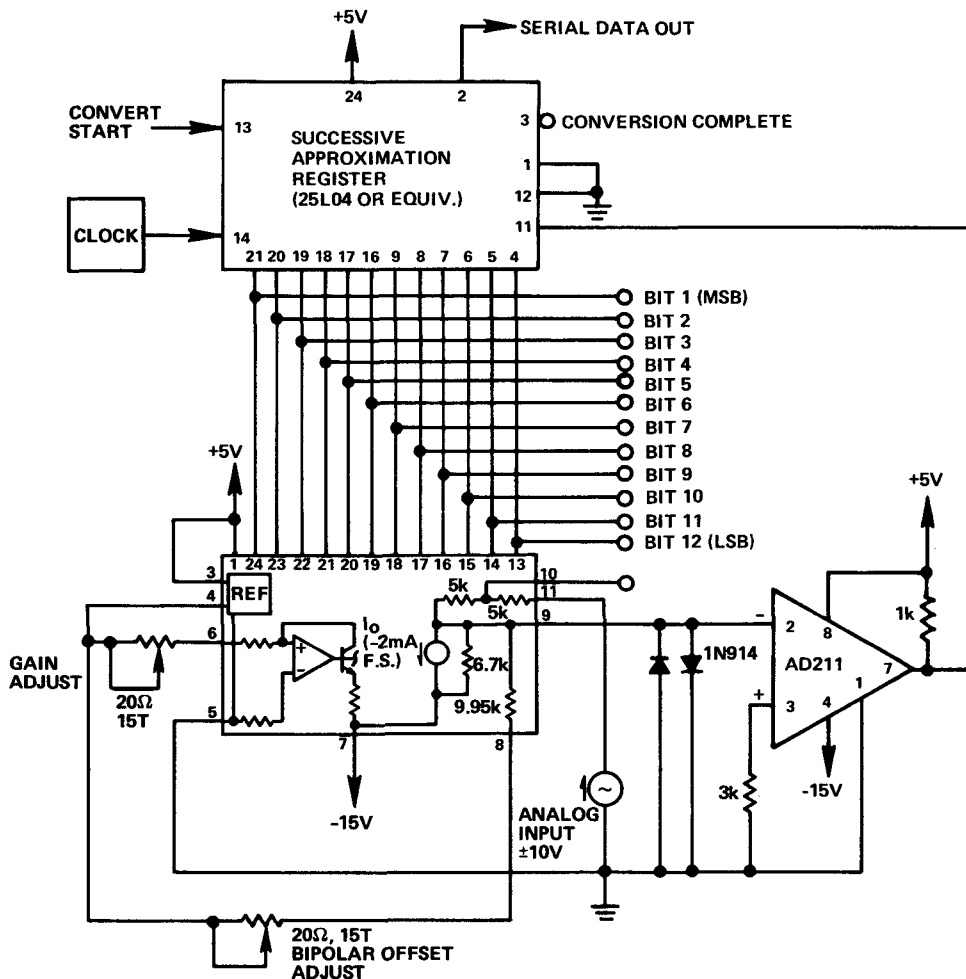 +5V
SERIAL DATA OUT
24
2
CONVERT
START
13
3
CONVERSION COMPLETE
SUCCESSIVE
APPROXIMATION
REGISTER
(25L04 OR EQUIV.)
1
12
11
CLOCK
14
21 20 19 18 17 16 9 8 7 6 5 4
BIT 1 (MSB)
BIT 2
BIT 3
BIT 4
BIT 5
BIT 6
BIT 7
BIT 8
BIT 9
BIT 10
BIT 11
BIT 12 (LSB)
+5V
+5V
1 24 23 22 21 20 19 18 17 16 15 14 13
3
REF
4
10
11
5k
5k
9
6
I₀
(–2mA
F.S.)
+
–
6.7k
9.95k
GAIN
ADJUST
20Ω
15T
5
7
8
–15V
1N914
–
2
8
1k
AD211
7
1
+
3
4
3k
-15V
ANALOG
INPUT
±10V
~
20Ω, 15T
BIPOLAR OFFSET
ADJUST